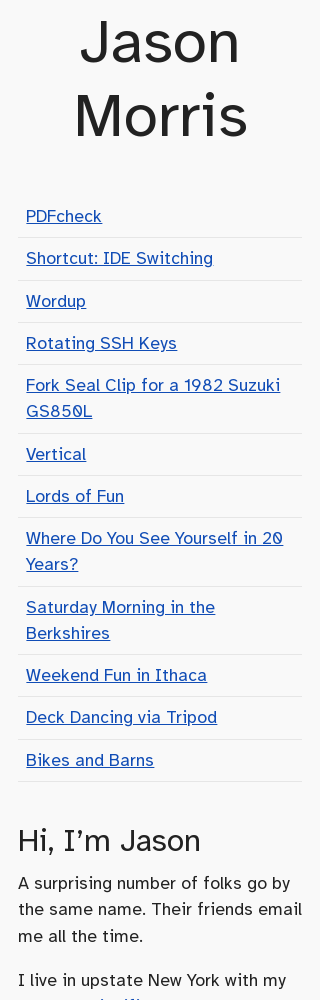 Jason
Morris
PDFcheck
Shortcut: IDE Switching
Wordup
Rotating SSH Keys
Fork Seal Clip for a 1982 Suzuki
GS850L
Vertical
Lords of Fun
Where Do You See Yourself in 20
Years?
Saturday Morning in the
Berkshires
Weekend Fun in Ithaca
Deck Dancing via Tripod
Bikes and Barns
Hi, I’m Jason
A surprising number of folks go by
the same name. Their friends email
me all the time.
I live in upstate New York with my